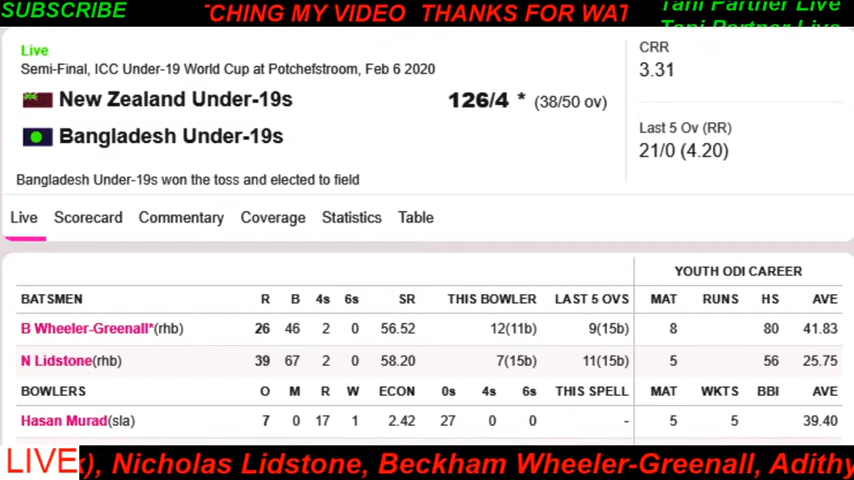 SUBSCRIBE
CHING MY VIDEO THANKS FOR WAT
Tani Partner Live
Tani Partner Live
Live
CRR
Semi-Final, ICC Under-19 World Cup at Potchefstroom, Feb 6 2020
3.31
New Zealand Under-19s 126/4 * (38/50 ov)
Bangladesh Under-19s
Last 5 Ov (RR)
21/0 (4.20)
Bangladesh Under-19s won the toss and elected to field
Live Scorecard Commentary Coverage Statistics Table
YOUTH ODI CAREER
BATSMEN R B 4s 6s SR THIS BOWLER LAST 5 OVS MAT RUNS HS AVE
B Wheeler-Greenall*(rhb) 26 46 2 0 56.52 12(11b) 9(15b) 8 80 41.83
N Lidstone(rhb) 39 67 2 0 58.20 7(15b) 11(15b) 5 56 25.75
BOWLERS O M R W ECON 0s 4s 6s THIS SPELL MAT WKTS BBI AVE
Hasan Murad(sla) 7 0 17 1 2.42 27 0 0 - 5 5 39.40
LIVE k), Nicholas Lidstone, Beckham Wheeler-Greenall, Adithy